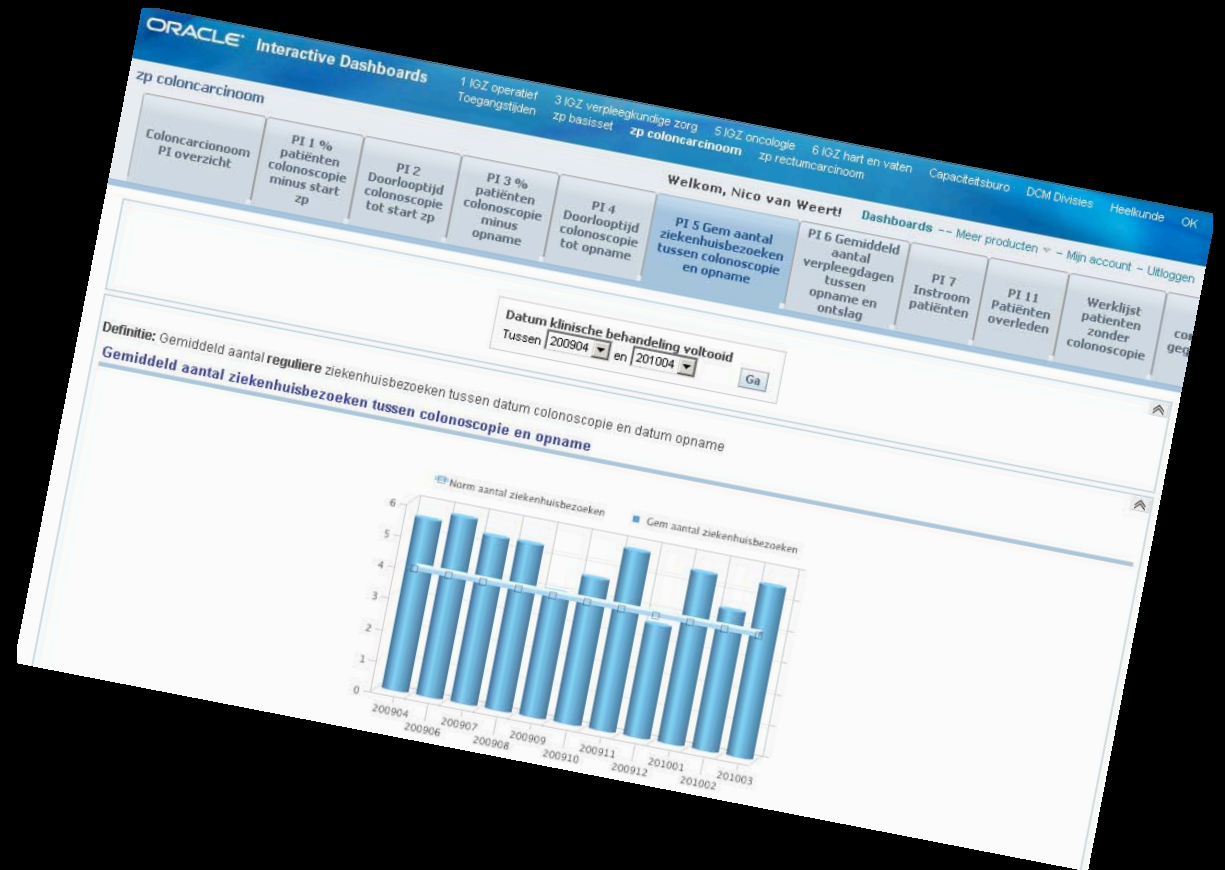 ORACLE Interactive Dashboards
1 IGZ operatief 3 IGZ verpleegkundige zorg 5 IGZ oncologie 6 IGZ hart en vaten Capaciteitsburo DCM Divisies Heelkunde OK
Toegangstijden zp basisset zp coloncarcinoom zp rectumcarcinoom
zp coloncarcinoom
Welkom, Nico van Weert! Dashboards -- Meer producten - Mijn account - Uitloggen
Coloncarcionoom
PI overzicht
PI 1 %
patiënten
colonoscopie
minus start
zp
PI 2
Doorlooptijd
colonoscopie
tot start zp
PI 3 %
patiënten
colonoscopie
minus
opname
PI 4
Doorlooptijd
colonoscopie
tot opname
PI 5 Gem aantal
ziekenhuisbezoeken
tussen colonoscopie
en opname
PI 6 Gemiddeld
aantal
verpleegdagen
tussen
opname en
ontslag
PI 7
Instroom
patiënten
PI 11
Patiënten
overleden
Werklijst
patienten
zonder
colonoscopie
Datum klinische behandeling voltooid
Tussen 200904 en 201004 Ga
Definitie: Gemiddeld aantal reguliere ziekenhuisbezoeken tussen datum colonoscopie en datum opname
Gemiddeld aantal ziekenhuisbezoeken tussen colonoscopie en opname
Norm aantal ziekenhuisbezoeken Gem aantal ziekenhuisbezoeken
6
5
4
3
2
1
0
200904 200907 200909 200911 201001 201003
200906 200908 200910 200912 201002